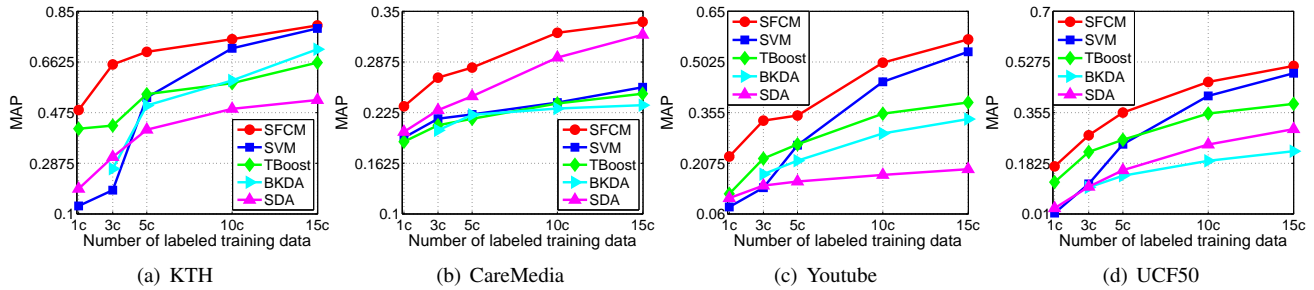 0.85
0.6625
0.475
0.2875
0.1
MAP
1c 3c 5c 10c 15c
Number of labeled training data
SFCM
SVM
TBoost
BKDA
SDA
(a) KTH
0.35
0.2875
0.225
0.1625
0.1
MAP
1c 3c 5c 10c 15c
Number of labeled training data
SFCM
SVM
TBoost
BKDA
SDA
(b) CareMedia
0.65
0.5025
0.355
0.2075
0.06
MAP
1c 3c 5c 10c 15c
Number of labeled training data
SFCM
SVM
TBoost
BKDA
SDA
(c) Youtube
0.7
0.5275
0.355
0.1825
0.01
MAP
1c 3c 5c 10c 15c
Number of labeled training data
SFCM
SVM
TBoost
BKDA
SDA
(d) UCF50